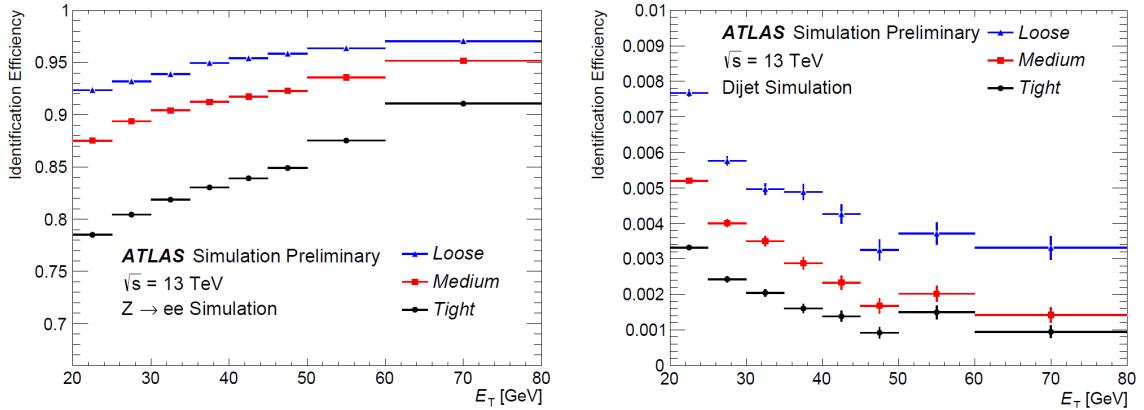 Identification Efficiency
1
0.95
0.9
0.85
0.8
0.75
0.7
ATLAS Simulation Preliminary
√s = 13 TeV
Z → ee Simulation
Loose
Medium
Tight
20 30 40 50 60 70 80
E_T [GeV]
Identification Efficiency
0.01
0.009
0.008
0.007
0.006
0.005
0.004
0.003
0.002
0.001
0
ATLAS Simulation Preliminary
√s = 13 TeV
Dijet Simulation
Loose
Medium
Tight
20 30 40 50 60 70 80
E_T [GeV]